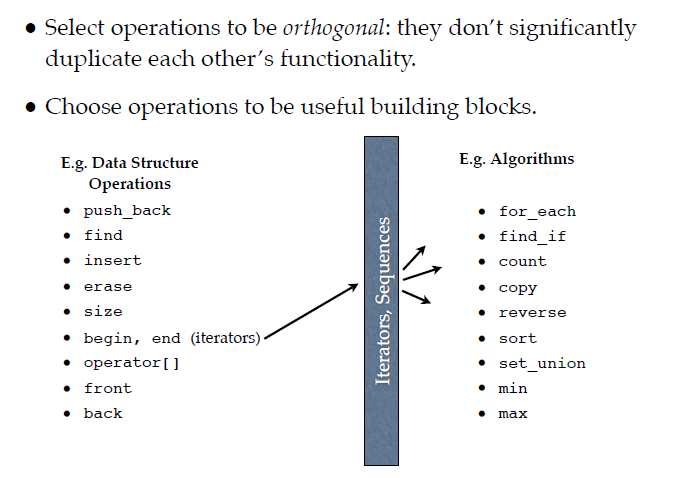 • Select operations to be orthogonal: they don't significantly
duplicate each other's functionality.
• Choose operations to be useful building blocks.
E.g. Data Structure
Operations
• push_back
• find
• insert
• erase
• size
• begin, end (iterators)
• operator[]
• front
• back
Iterators, Sequences
E.g. Algorithms
• for_each
• find_if
• count
• copy
• reverse
• sort
• set_union
• min
• max